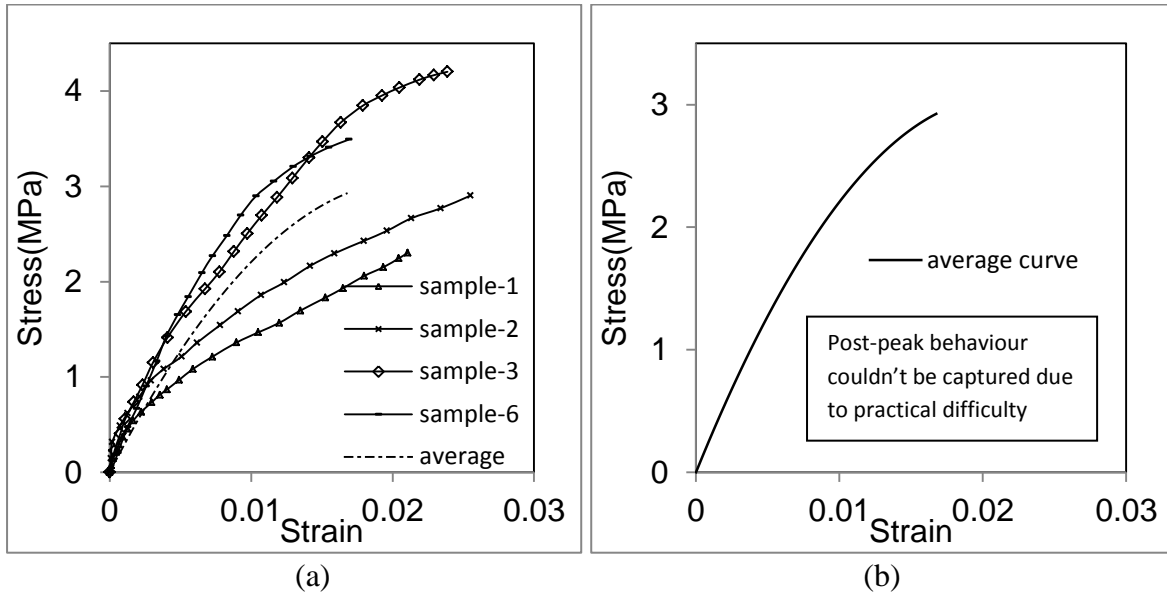 Stress(MPa)
4
3
2
1
0
0
0.01
0.02
0.03
Strain
sample-1
sample-2
sample-3
sample-6
average
(a)
Stress(MPa)
3
2
1
0
0
0.01
0.02
0.03
Strain
average curve
Post-peak behaviour
couldn't be captured due
to practical difficulty
(b)